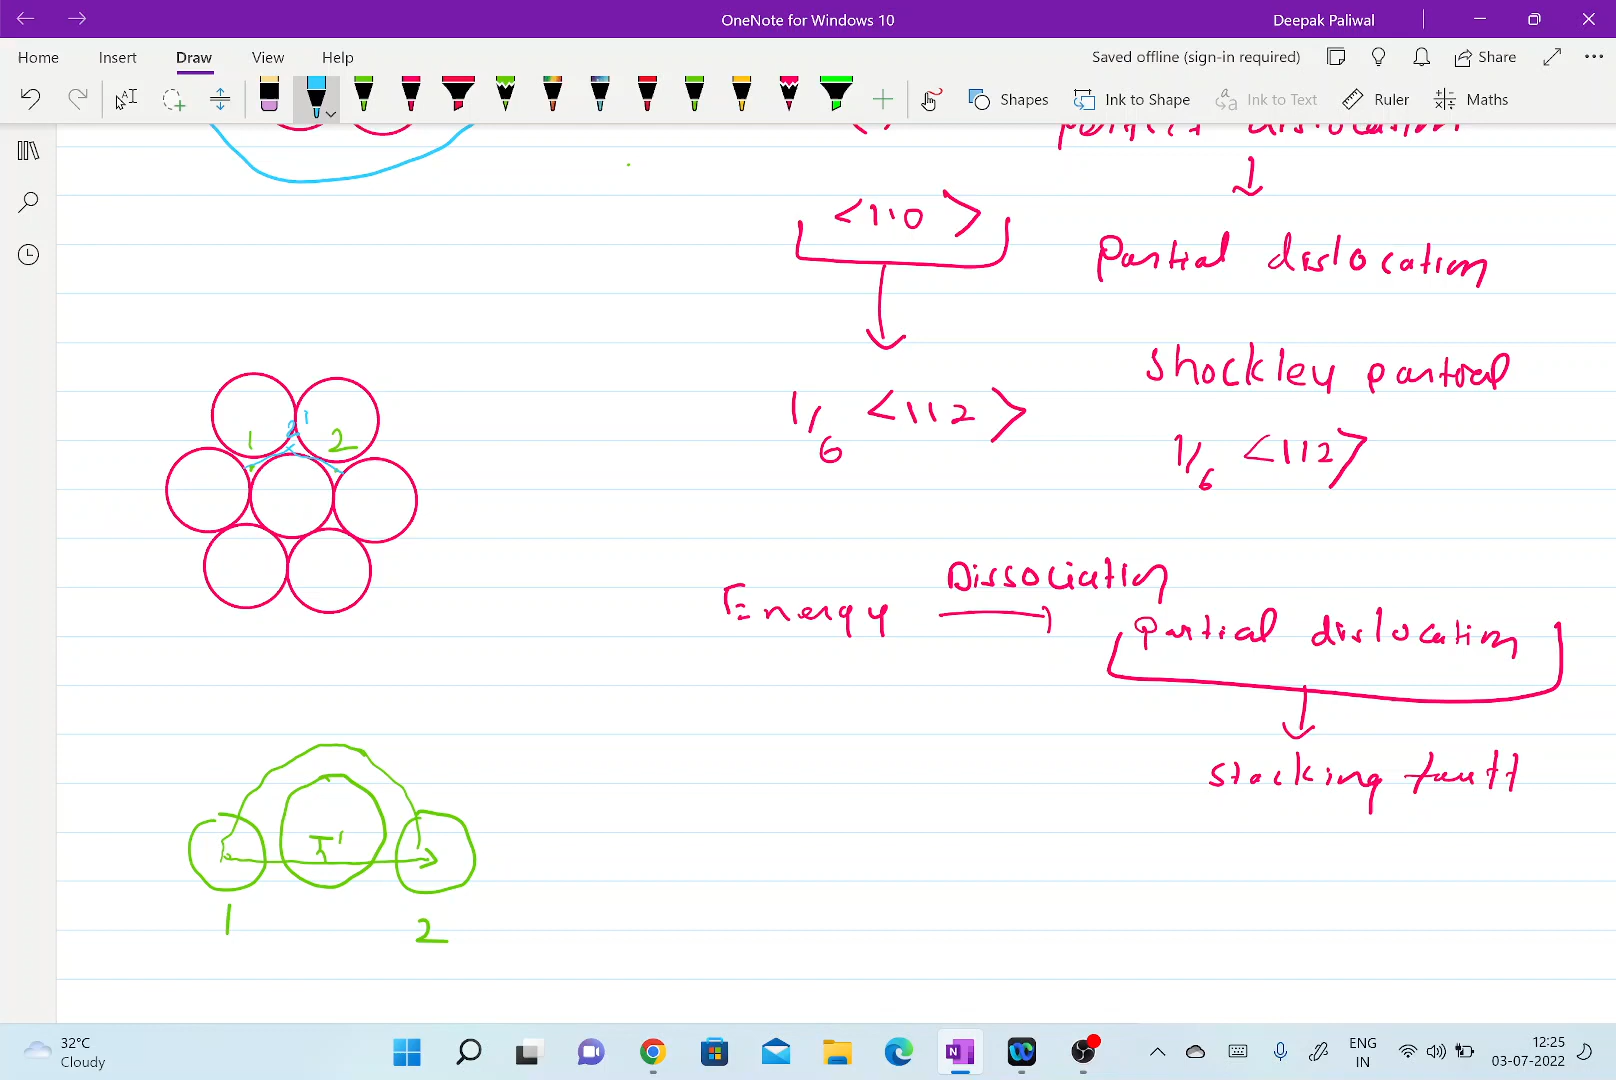 OneNote for Windows 10
Deepak Paliwal
Home Insert Draw View Help
Saved offline (sign-in required) Share
Shapes Ink to Shape Ink to Text Ruler Maths
dislocation
<110>
Partial dislocation
Shockley partial
1/6 <112>
1/6 <112>
1 2
Dissociation
Energy
Partial dislocation
stacking fault
1 2
32°C
Cloudy
ENG
IN
12:25
03-07-2022